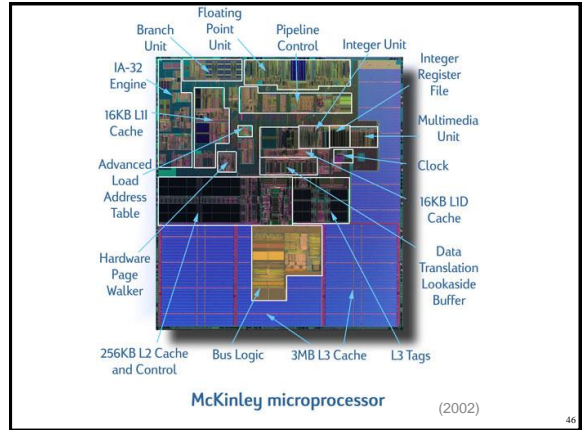 Floating
Point
Unit
Branch
Unit
Pipeline
Control
Integer Unit
Integer
Register
File
IA-32
Engine
16KB L1I
Cache
Multimedia
Unit
Clock
Advanced
Load
Address
Table
16KB L1D
Cache
Hardware
Page
Walker
Data
Translation
Lookaside
Buffer
256KB L2 Cache
and Control
Bus Logic
3MB L3 Cache
L3 Tags
McKinley microprocessor
(2002)
46